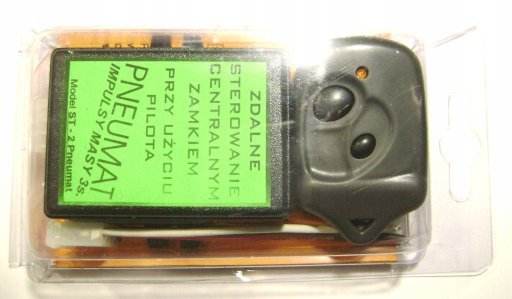 ZDALNE
STEROWANIE
CENTRALNYM
ZAMKIEM
PRZY UŻYCIU
PILOTA
PNEUMAT
IMPULSY MASY 3s.
Model ST - 2 Pneumat